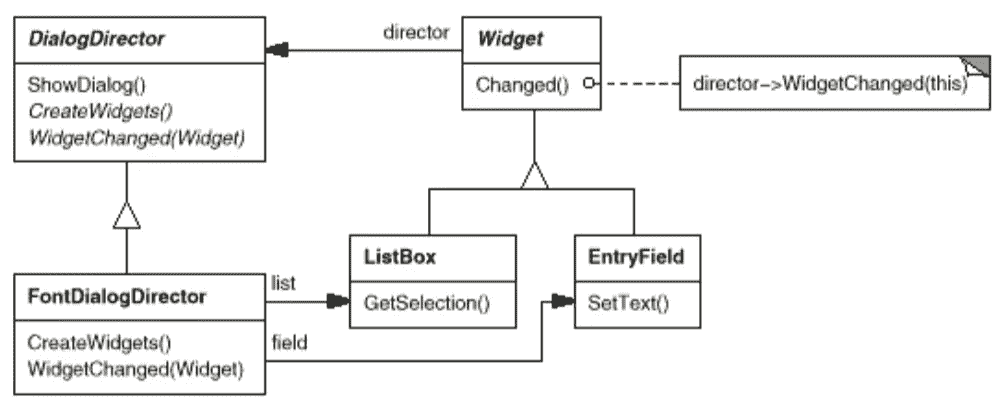 DialogDirector
ShowDialog()
CreateWidgets()
WidgetChanged(Widget)
director
Widget
Changed()
director->WidgetChanged(this)
FontDialogDirector
CreateWidgets()
WidgetChanged(Widget)
list
field
ListBox
GetSelection()
EntryField
SetText()